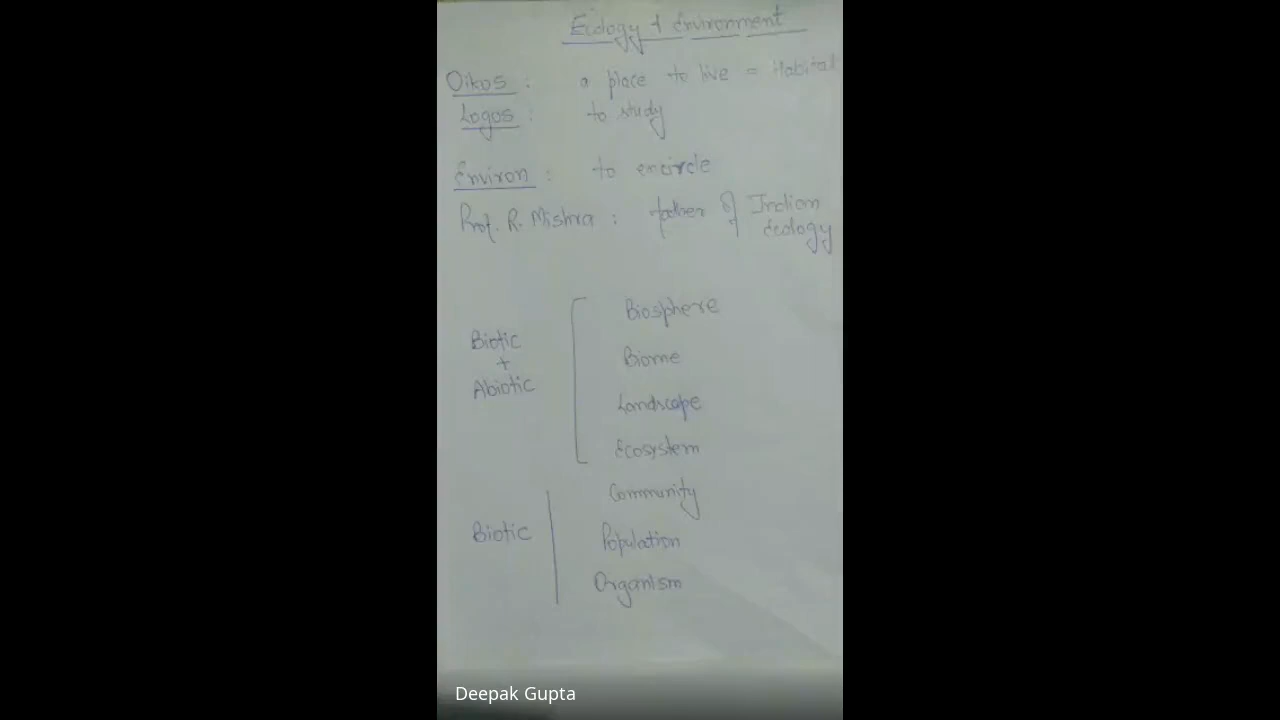 Ecology & Environment
Oikos : a place to live = Habitat
Logos : to study
Environ : to encircle
Prof. R. Mishra : father of Indian
Ecology
Biosphere
Biotic
+
Abiotic
Biome
Landscape
Ecosystem
Community
Biotic
Population
Organism
Deepak Gupta